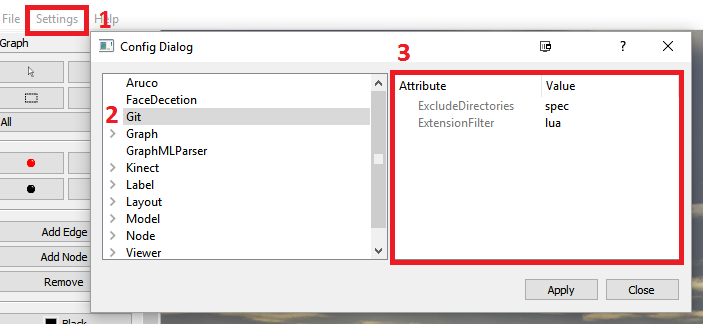 File Settings 1 Help
Graph
Config Dialog
3
?
All
Aruco
FaceDecetion
2
Git
Graph
GraphMLParser
Kinect
Label
Layout
Model
Node
Viewer
Attribute Value
ExcludeDirectories spec
ExtensionFilter lua
Add Edge
Add Node
Remove
Apply Close
Black